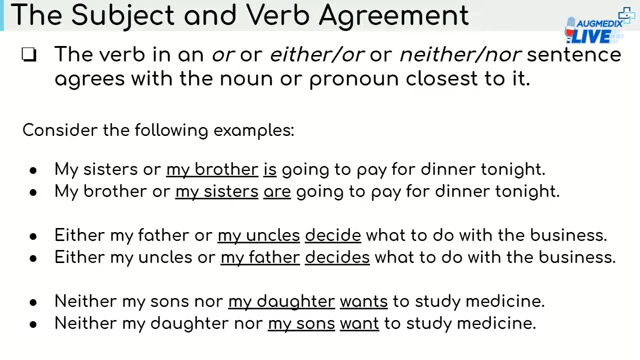 The Subject and Verb Agreement
AUGMEDIX
LIVE
The verb in an or or either/or or neither/nor sentence
agrees with the noun or pronoun closest to it.
Consider the following examples:
My sisters or my brother is going to pay for dinner tonight.
My brother or my sisters are going to pay for dinner tonight.
Either my father or my uncles decide what to do with the business.
Either my uncles or my father decides what to do with the business.
Neither my sons nor my daughter wants to study medicine.
Neither my daughter nor my sons want to study medicine.